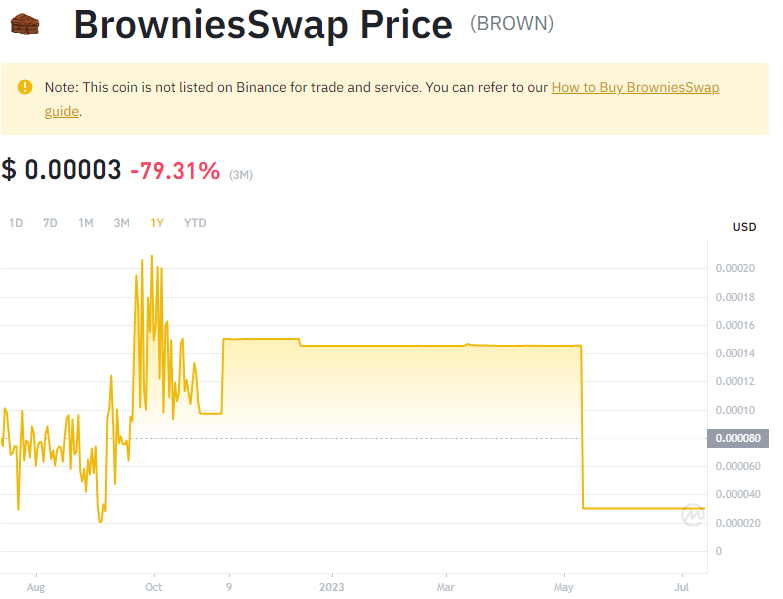 BrowniesSwap Price (BROWN)
Note: This coin is not listed on Binance for trade and service. You can refer to our How to Buy BrowniesSwap
guide.
$ 0.00003 -79.31% (3M)
1D 7D 1M 3M 1Y YTD
USD
0.00020
0.00018
0.00016
0.00014
0.00012
0.00010
0.000080
0.000060
0.000040
0.000020
0
Aug Oct 9 2023 Mar May Jul